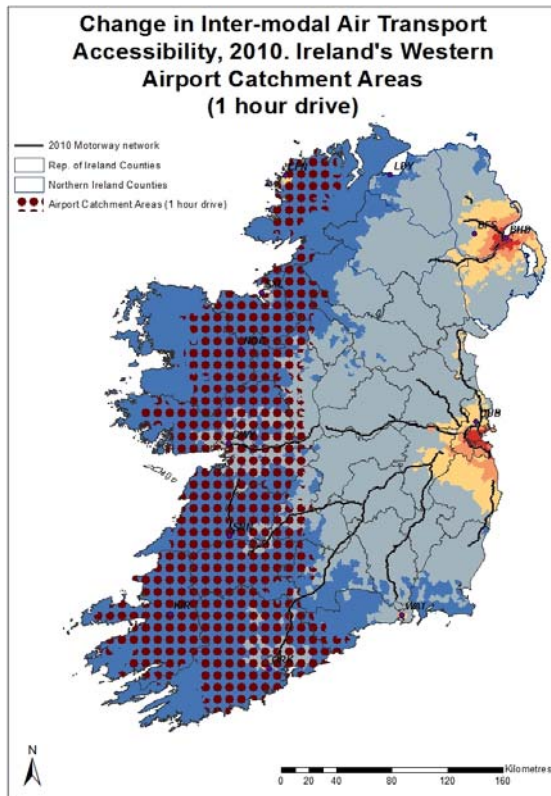 Change in Inter-modal Air Transport
Accessibility, 2010. Ireland's Western
Airport Catchment Areas
(1 hour drive)
2010 Motorway network
Rep. of Ireland Counties
Northern Ireland Counties
Airport Catchment Areas (1 hour drive)
LDY
BFS
BHD
DUB
KIR
WAT
ORK
N
Kilometres
0 10 20 40 80 120 160